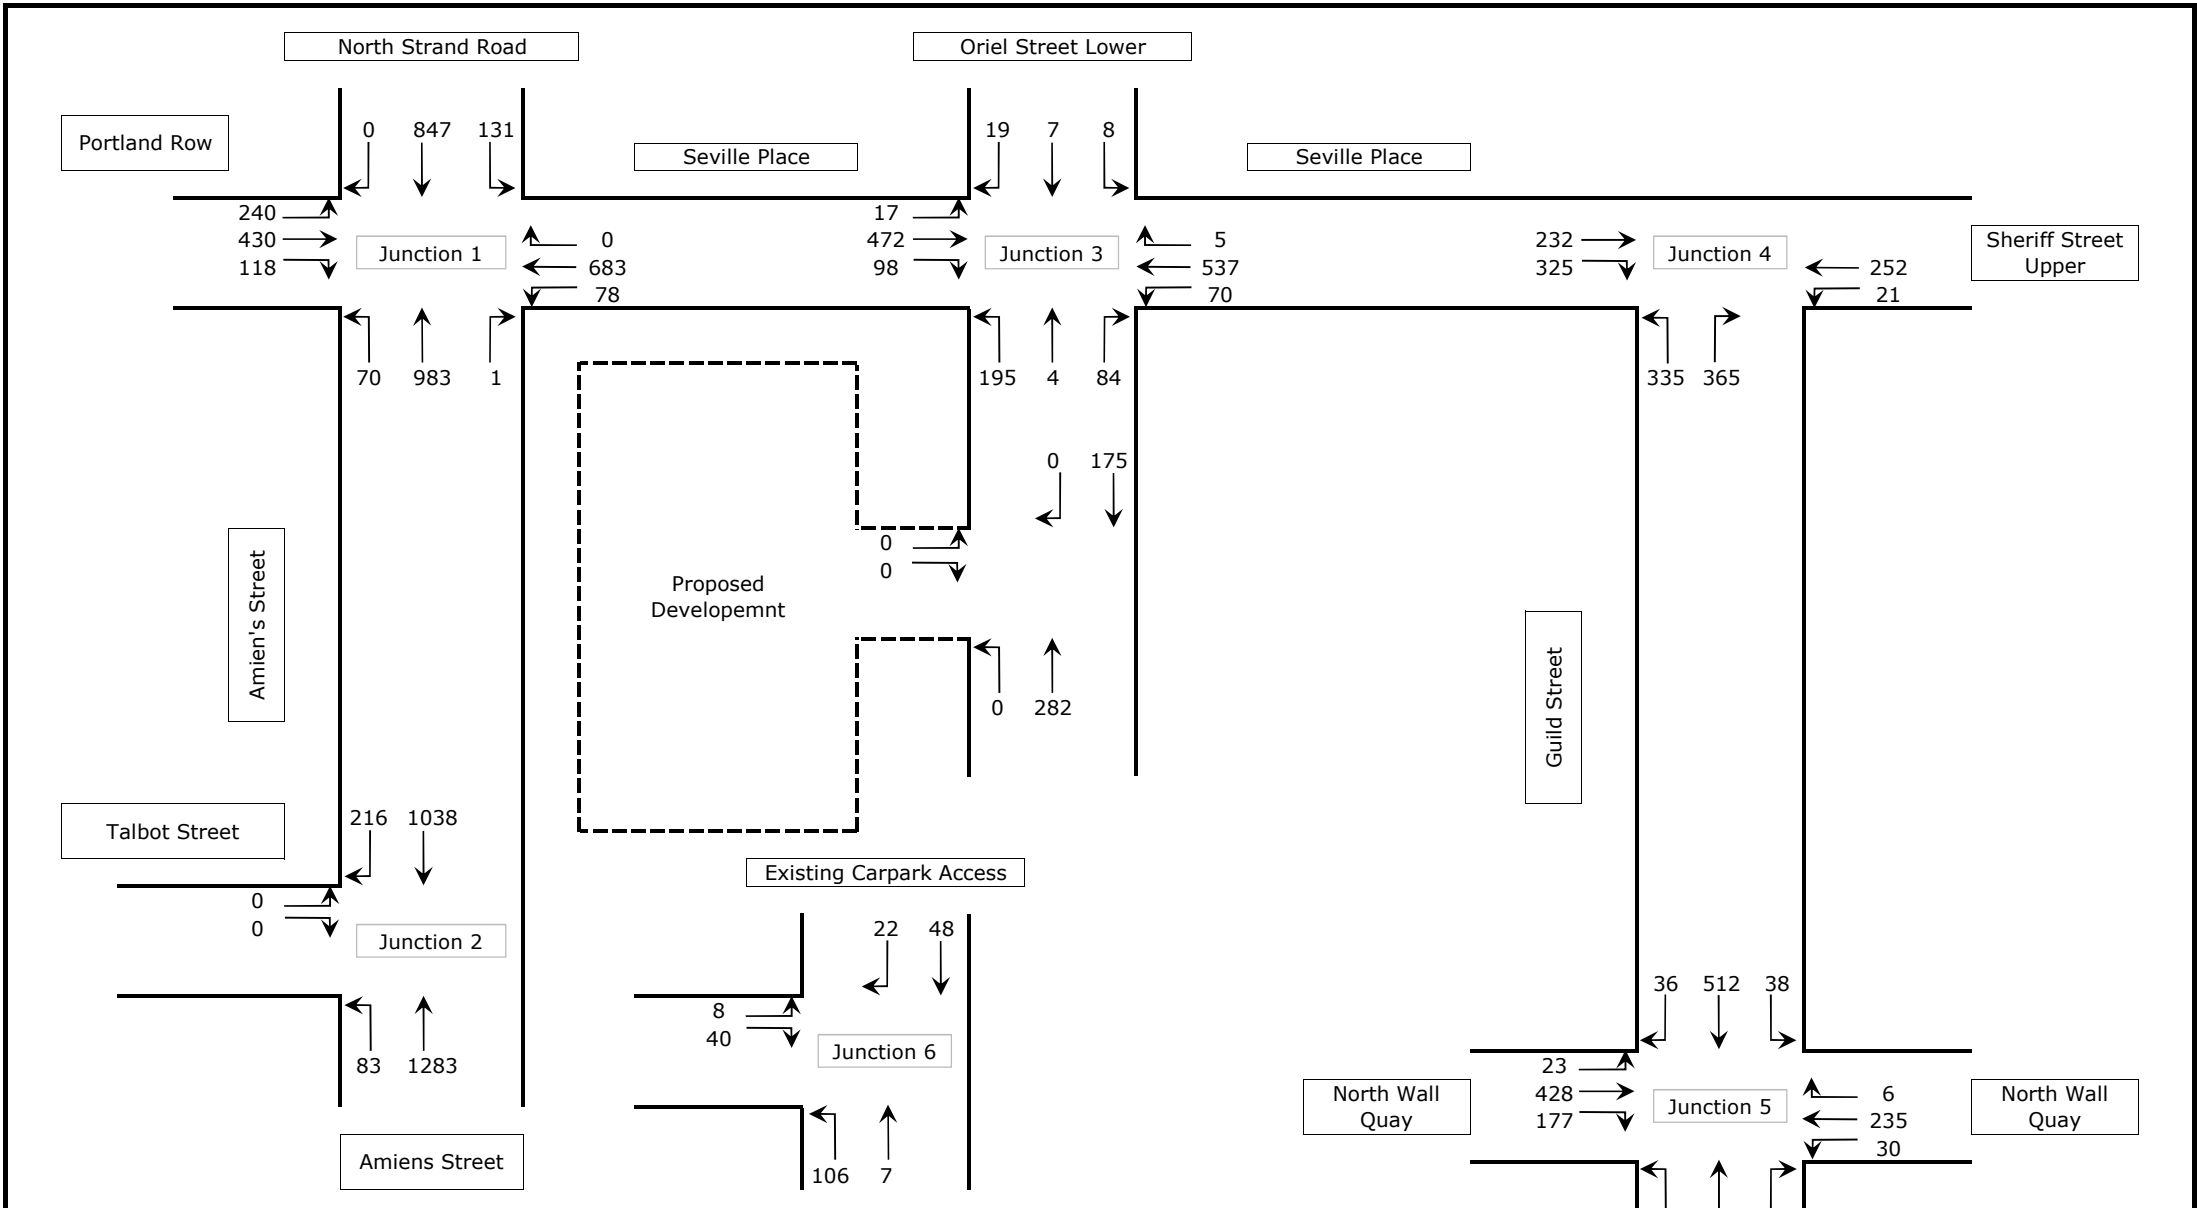 North Strand Road
Oriel Street Lower
Portland Row
0 847 131
Seville Place
19 7 8
Seville Place
240
430
118
Junction 1
0
683
78
17
472
98
Junction 3
5
537
70
232
325
Junction 4
252
21
Sheriff Street
Upper
70 983 1
195 4 84
335 365
0 175
Amien's Street
Proposed
Developemnt
0
0
0 282
Guild Street
Talbot Street
216 1038
0
0
Junction 2
83 1283
Amiens Street
Existing Carpark Access
22 48
8
40
Junction 6
106 7
36 512 38
North Wall
Quay
23
428
177
Junction 5
6
235
30
North Wall
Quay